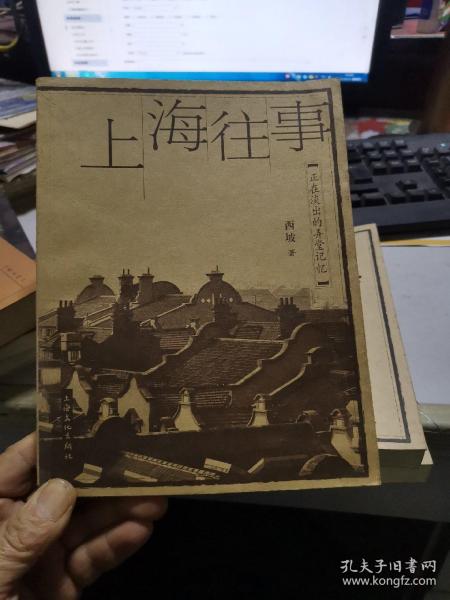 上海往事
【正在淡出的弄堂记忆】
西坡 著
上海文化出版社
孔夫子旧书网
www.kongfz.com